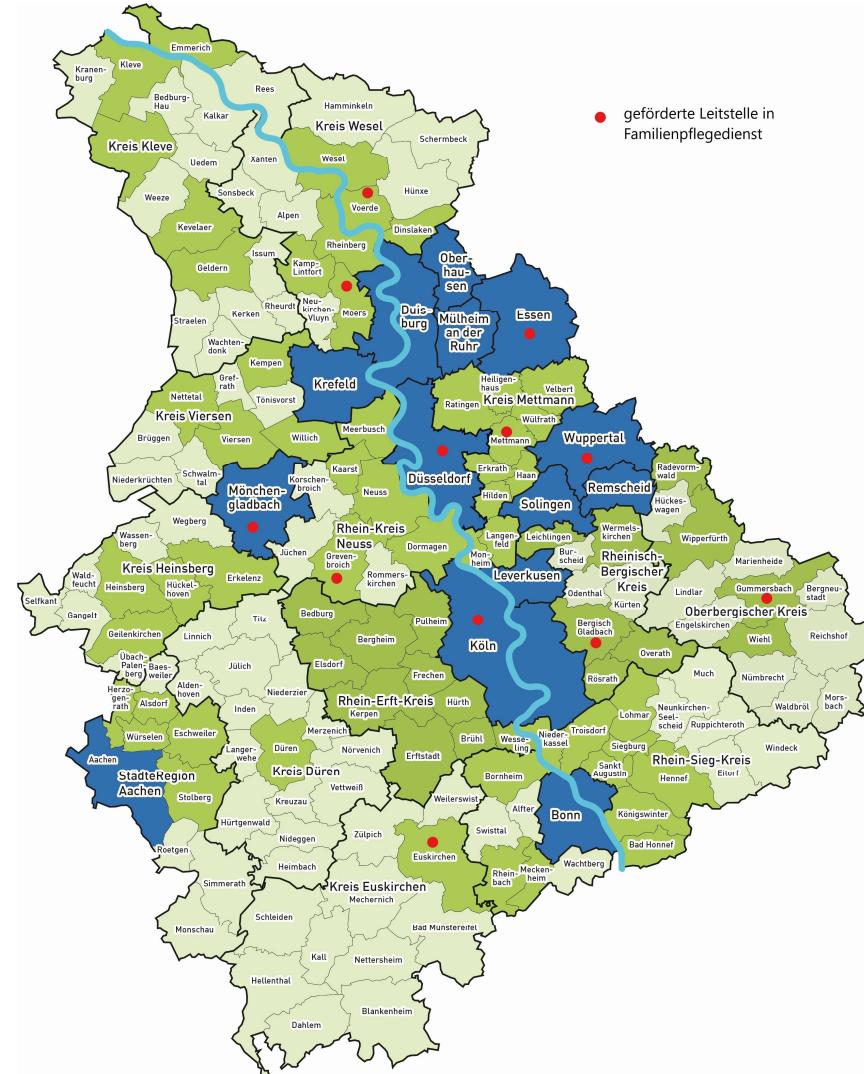 Emmerich
Kleve
Kranen-
burg
Rees
Bedburg-
Hau
Kalkar
Hamminkeln
Kreis Wesel
geförderte Leitstelle in
Familienpflegedienst
Schermbeck
Kreis Kleve
Uedem
Xanten
Wesel
Weeze
Sonsbeck
Hünxe
Alpen
Voerde
Kevelaer
Dinslaken
Rheinberg
Issum
Geldern
Kamp-
Lintfort
Ober-
hau-
sen
Straelen
Kerken
Rheurdt
Neu-
kirchen-
Vluyn
Moers
Duis-
burg
Mülheim
an der
Ruhr
Essen
Wachten-
donk
Kempen
Gref-
rath
Krefeld
Heiligen-
haus
Velbert
Nettetal
Tönisvorst
Kreis Mettmann
Ratingen
Kreis Viersen
Meerbusch
Wülfrath
Brüggen
Viersen
Willich
Mettmann
Wuppertal
Niederkrüchten
Schwalm-
tal
Kaarst
Erkrath
Haan
Radevorm-
wald
Mönchen-
gladbach
Korschen-
broich
Düsseldorf
Neuss
Hilden
Solingen
Remscheid
Hückes-
wagen
Wegberg
Wassen-
berg
Rhein-Kreis
Neuss
Langen-
feld
Leichlingen
Wermels-
kirchen
Wipperfürth
Jüchen
Dormagen
Mon-
heim
Bur-
scheid
Rheinisch-
Bergischer
Kreis
Marienheide
Kreis Heinsberg
Greven-
broich
Wald-
feucht
Heinsberg
Hückel-
hoven
Erkelenz
Rommers-
kirchen
Leverkusen
Odenthal
Kürten
Lindlar
Gummersbach
Bergneu-
stadt
Selfkant
Gangelt
Oberbergischer Kreis
Engelskirchen
Geilenkirchen
Linnich
Titz
Bedburg
Pulheim
Köln
Bergisch
Gladbach
Wiehl
Reichshof
Bergheim
Übach-
Palen-
berg
Baes-
weiler
Jülich
Elsdorf
Overath
Much
Nümbrecht
Herzo-
gen-
rath
Alsdorf
Alden-
hoven
Niederzier
Frechen
Rösrath
Waldbröl
Mors-
bach
Inden
Rhein-Erft-Kreis
Kerpen
Hürth
Lohmar
Neunkirchen-
Seel-
scheid
Ruppichteroth
Würselen
Eschweiler
Merzenich
Langer-
wehe
Düren
Nörvenich
Brühl
Wesse-
ling
Nieder-
kassel
Troisdorf
Siegburg
Windeck
Aachen
Erftstadt
Rhein-Sieg-Kreis
Eitorf
StädteRegion
Aachen
Kreis Düren
Bornheim
Sankt
Augustin
Hennef
Stolberg
Vettweiß
Kreuzau
Weilerswist
Alfter
Bonn
Königswinter
Hürtgenwald
Zülpich
Swisttal
Nideggen
Bad Honnef
Roetgen
Euskirchen
Wachtberg
Heimbach
Rhein-
bach
Mecken-
heim
Simmerath
Kreis Euskirchen
Mechernich
Schleiden
Bad Münstereifel
Monschau
Kall
Nettersheim
Hellenthal
Blankenheim
Dahlem